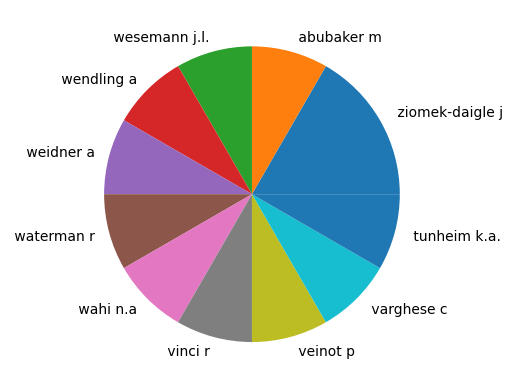 wesemann j.l.
abubaker m
wendling a
ziomek-daigle j
weidner a
waterman r
tunheim k.a.
wahi n.a
varghese c
vinci r
veinot p